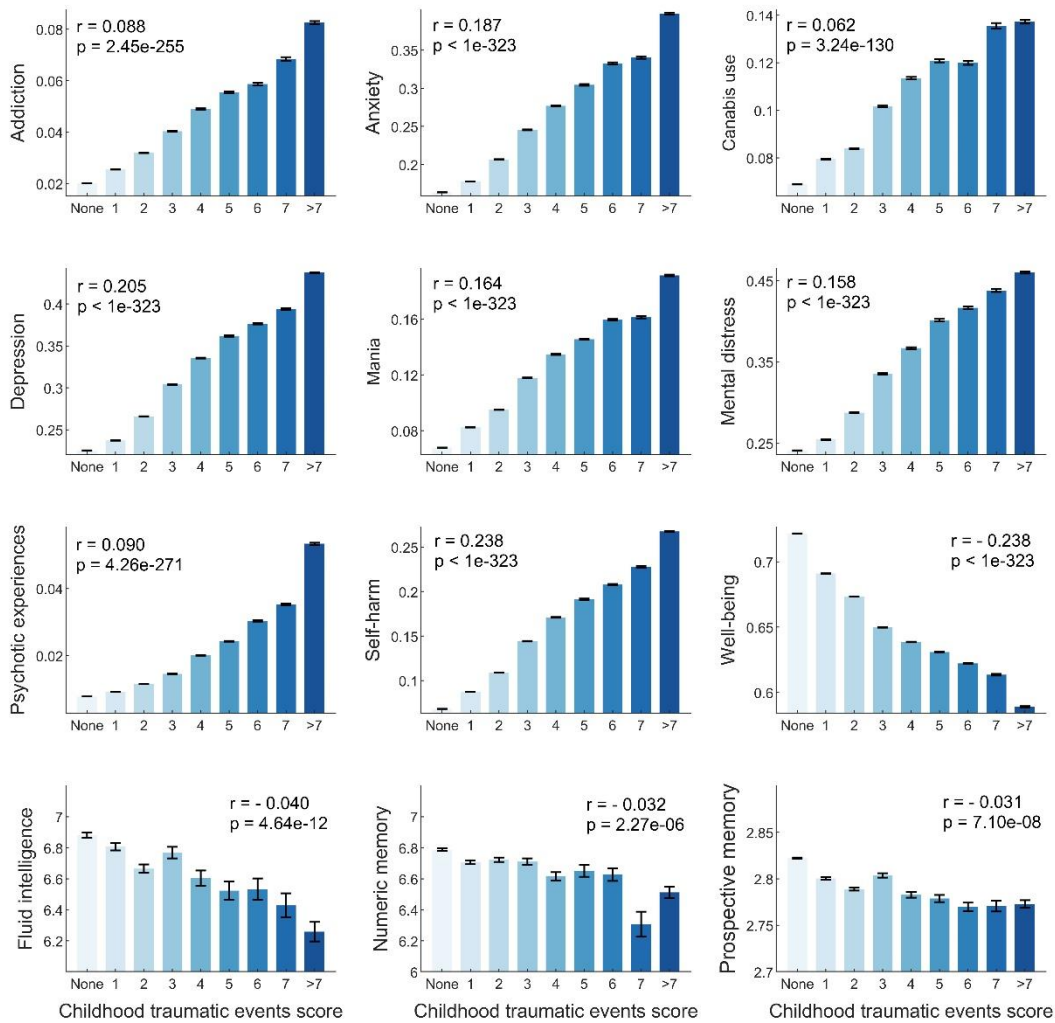 Addiction
r = 0.088
p = 2.45e-255
0.08
0.06
0.04
0.02
None 1 2 3 4 5 6 7 >7
Anxiety
r = 0.187
p < 1e-323
0.35
0.3
0.25
0.2
None 1 2 3 4 5 6 7 >7
Canabis use
r = 0.062
p = 3.24e-130
0.14
0.12
0.1
0.08
None 1 2 3 4 5 6 7 >7
Depression
r = 0.205
p < 1e-323
0.4
0.35
0.3
0.25
None 1 2 3 4 5 6 7 >7
Mania
r = 0.164
p < 1e-323
0.16
0.12
0.08
None 1 2 3 4 5 6 7 >7
Mental distress
r = 0.158
p < 1e-323
0.45
0.35
0.25
None 1 2 3 4 5 6 7 >7
Psychotic experiences
r = 0.090
p = 4.26e-271
0.04
0.02
None 1 2 3 4 5 6 7 >7
Self-harm
r = 0.238
p < 1e-323
0.25
0.2
0.15
0.1
None 1 2 3 4 5 6 7 >7
Well-being
r = - 0.238
p < 1e-323
0.7
0.65
0.6
None 1 2 3 4 5 6 7 >7
Fluid intelligence
r = - 0.040
p = 4.64e-12
7
6.8
6.6
6.4
6.2
None 1 2 3 4 5 6 7 >7
Childhood traumatic events score
Numeric memory
r = - 0.032
p = 2.27e-06
7
6.8
6.6
6.4
6.2
6
None 1 2 3 4 5 6 7 >7
Childhood traumatic events score
Prospective memory
r = - 0.031
p = 7.10e-08
2.85
2.8
2.75
2.7
None 1 2 3 4 5 6 7 >7
Childhood traumatic events score